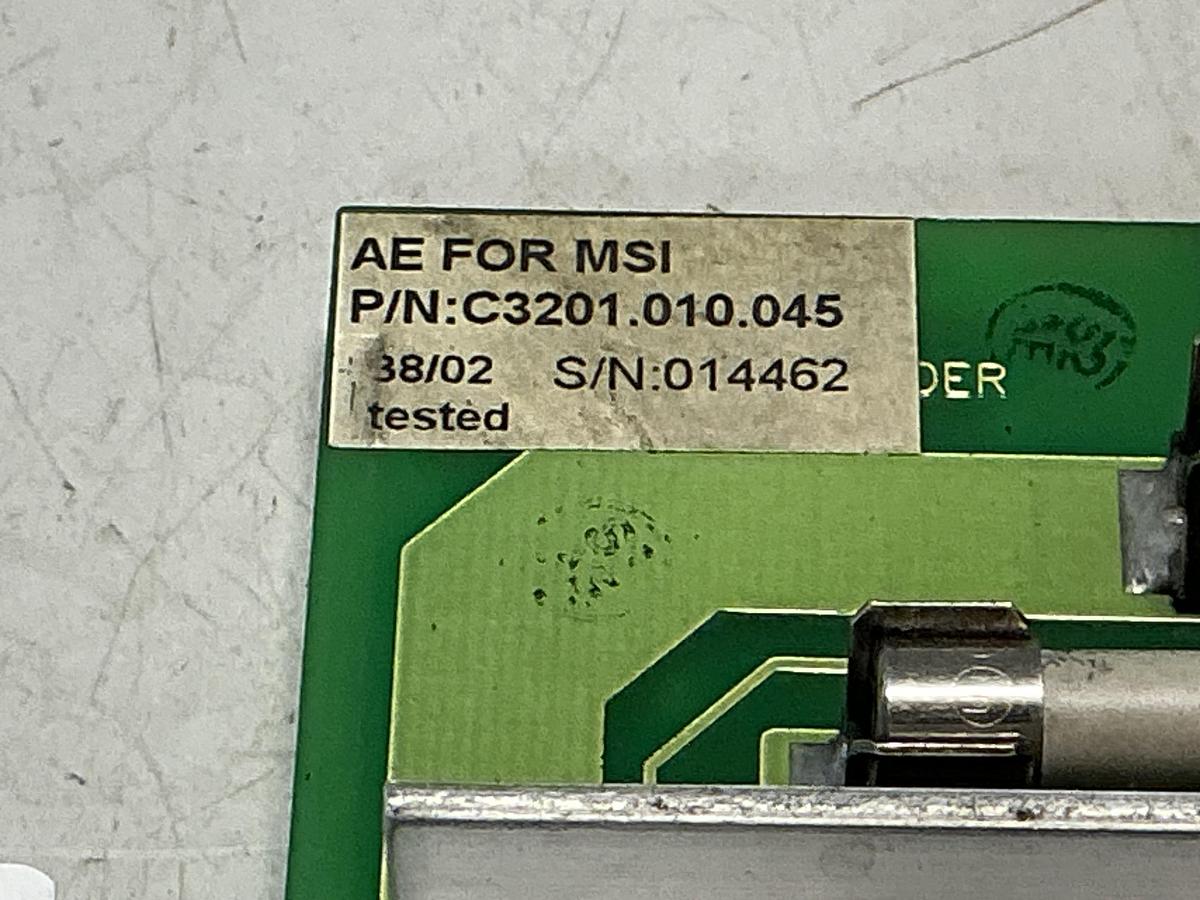 AE FOR MSI
P/N:C3201.010.045
38/02 S/N:014462
tested
DER